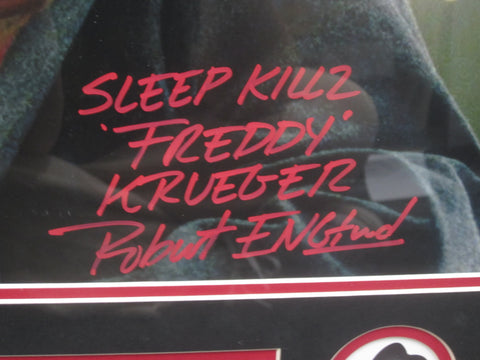 SLEEP KILLZ
"FREDDY"
KRUEGER
Robert ENGlund